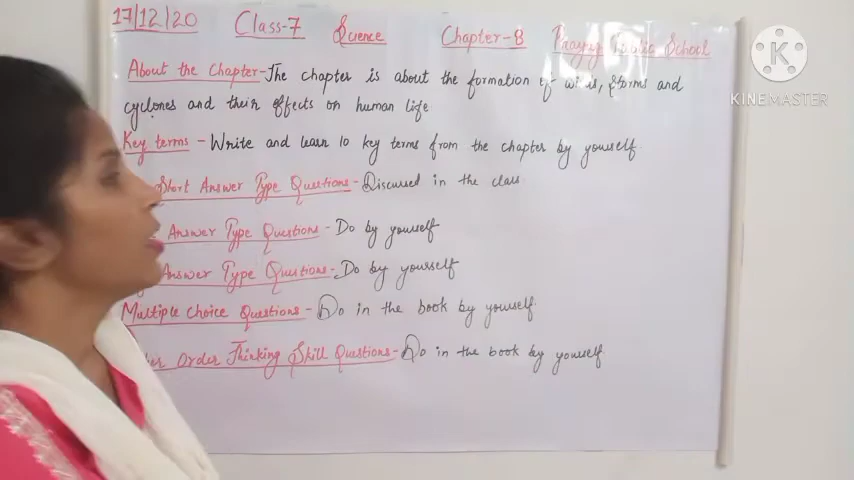 17/12/20 Class-7 Science Chapter-8 Public School
About the Chapter-The chapter is about the formation of winds, storms and
cyclones and their effects on human life
Key terms - Write and learn 10 key terms from the chapter by yourself.
Short Answer Type Questions-Discussed in the class
Answer Type Questions - Do by yourself
Answer Type Questions-Do by yourself
Multiple Choice Questions-Do in the book by yourself.
Order Thinking Skill Questions-Do in the book by yourself
KINEMASTER